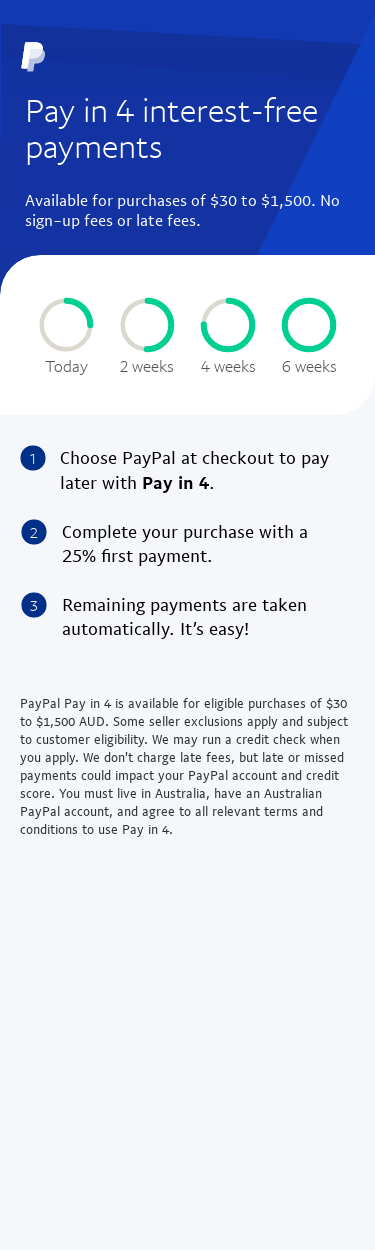 Pay in 4 interest-free
payments
Available for purchases of $30 to $1,500. No
sign-up fees or late fees.
Today 2 weeks 4 weeks 6 weeks
1 Choose PayPal at checkout to pay
later with Pay in 4.
2 Complete your purchase with a
25% first payment.
3 Remaining payments are taken
automatically. It’s easy!
PayPal Pay in 4 is available for eligible purchases of $30
to $1,500 AUD. Some seller exclusions apply and subject
to customer eligibility. We may run a credit check when
you apply. We don't charge late fees, but late or missed
payments could impact your PayPal account and credit
score. You must live in Australia, have an Australian
PayPal account, and agree to all relevant terms and
conditions to use Pay in 4.